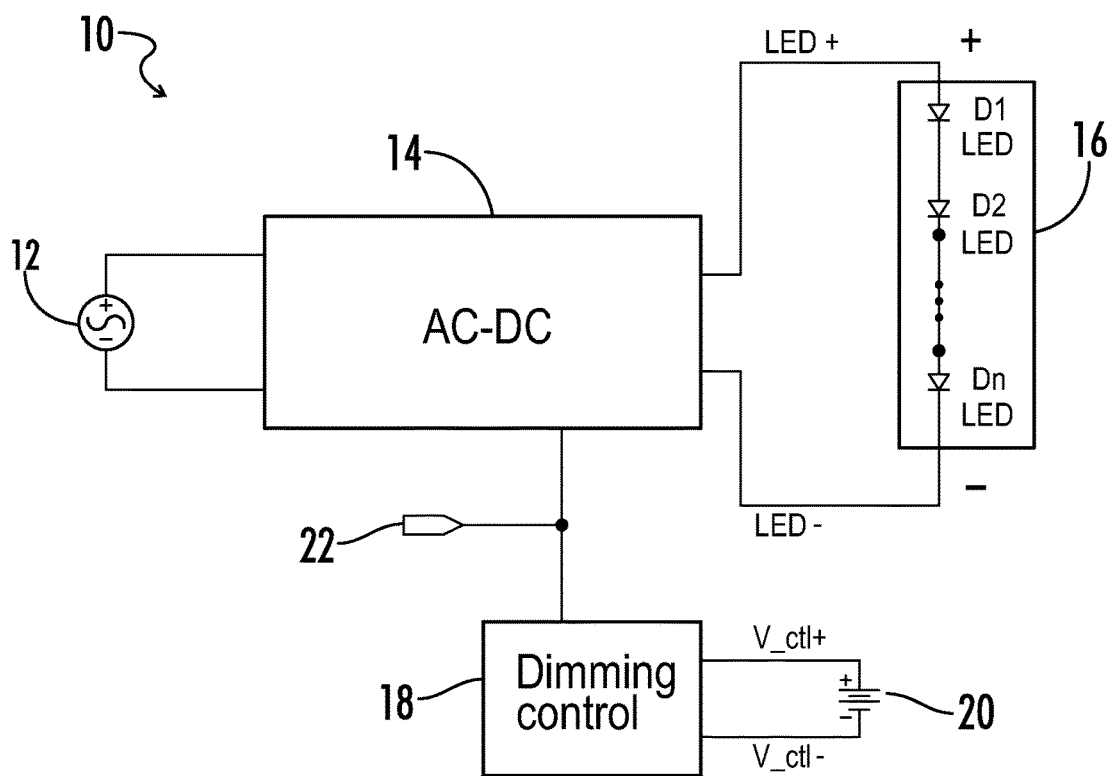 10
LED +
+
D1
LED
16
14
D2
LED
12
+
-
AC-DC
Dn
LED
-
LED -
22
V_ctl+
Dimming
control
18
+
-
20
V_ctl -